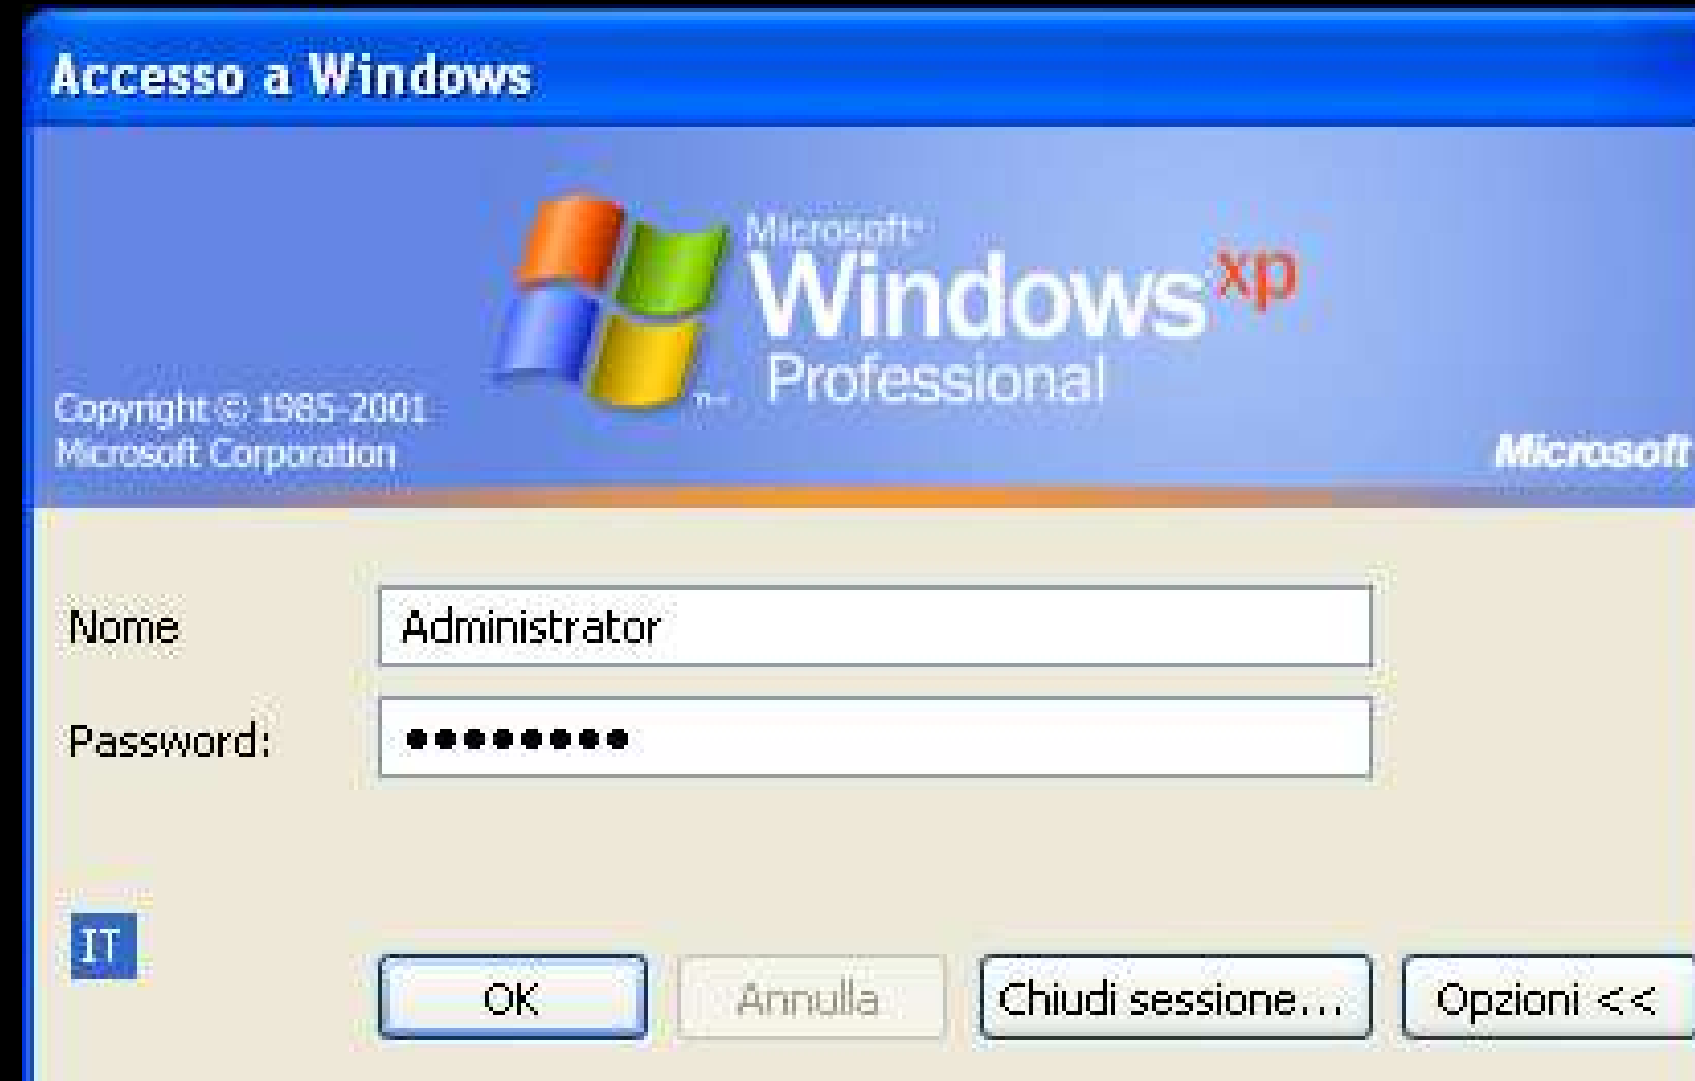 Accesso a Windows
Microsoft®
Windows xp
Professional
Copyright © 1985-2001
Microsoft Corporation
Microsoft
Nome
Administrator
Password:
••••••••
IT
OK
Annulla
Chiudi sessione...
Opzioni <<